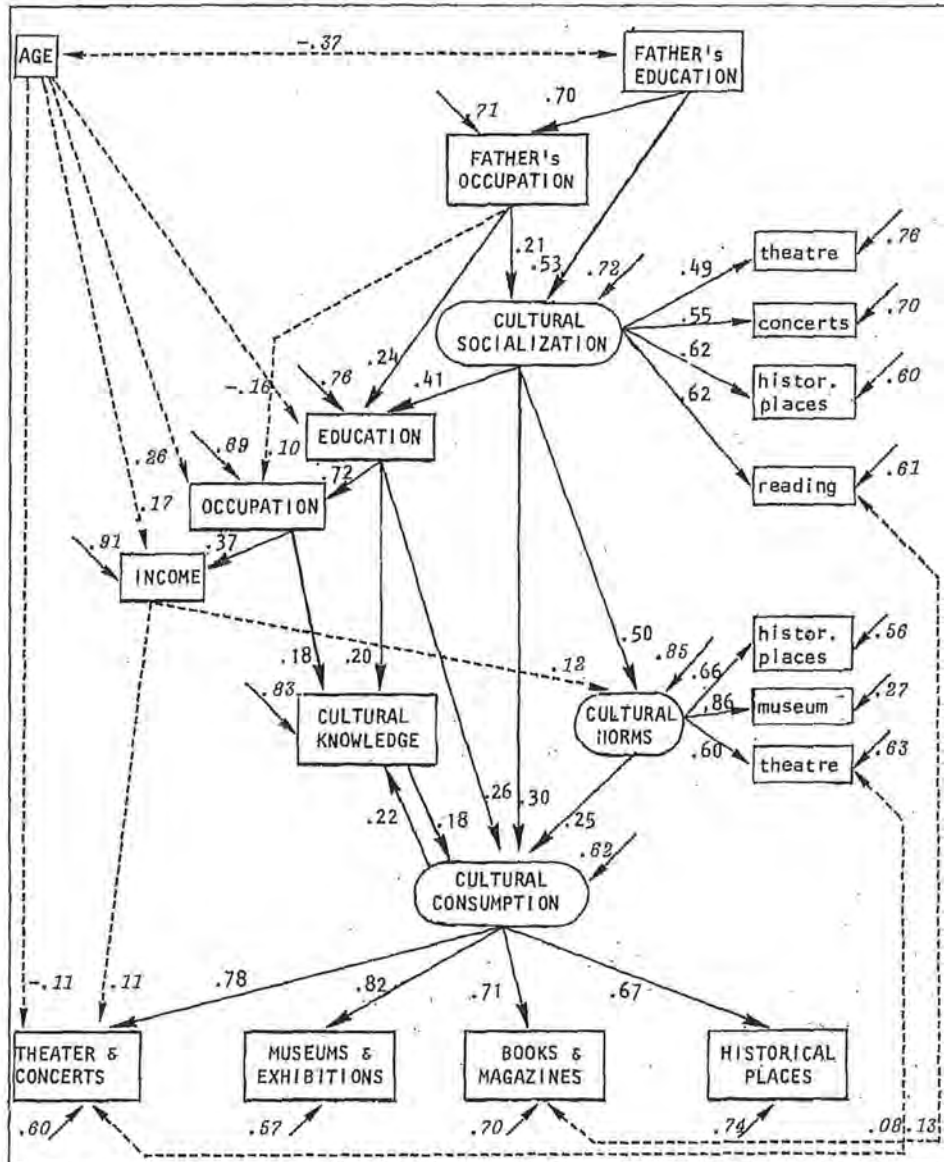 -.37
AGE
FATHER's
EDUCATION
.70
.71
FATHER's
OCCUPATION
.21
.53
.72
.49
theatre
.76
CULTURAL
SOCIALIZATION
.55
concerts
.70
.62
histor.
places
.60
.62
.24
.41
-.16
.76
EDUCATION
.69
.10
.72
.26
reading
.61
OCCUPATION
.17
.91
.37
INCOME
.50
.18
.20
.12
.85
.66
histor.
places
.56
.83
CULTURAL
KNOWLEDGE
CULTURAL
NORMS
.86
museum
.27
.60
theatre
.63
.22
.18
.26
.30
.25
.62
CULTURAL
CONSUMPTION
-.11
.11
.78
.82
.71
.67
THEATER &
CONCERTS
MUSEUMS &
EXHIBITIONS
BOOKS &
MAGAZINES
HISTORICAL
PLACES
.60
.57
.70
.74
.08
.13